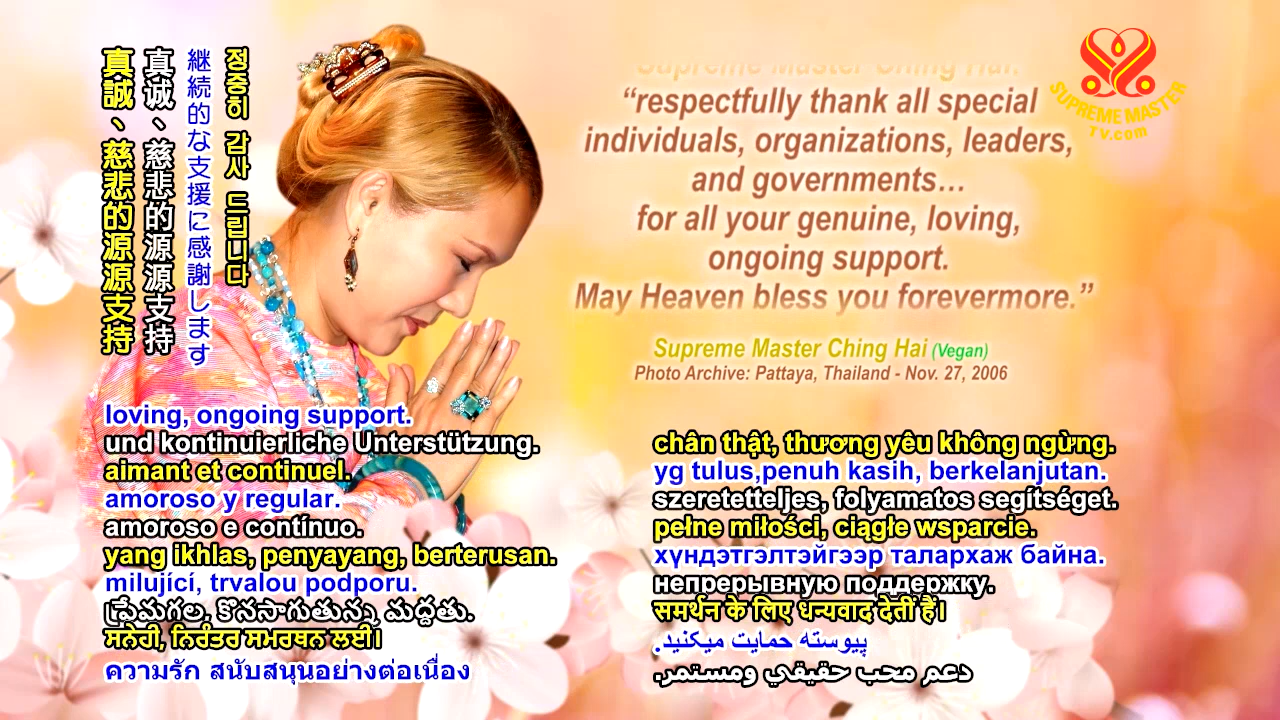 Supreme Master Ching Hai:
“respectfully thank all special
individuals, organizations, leaders,
and governments…
for all your genuine, loving,
ongoing support.
May Heaven bless you forevermore.”
Supreme Master Ching Hai (Vegan)
Photo Archive: Pattaya, Thailand - Nov. 27, 2006
SUPREME MASTER
TV.com
真誠、慈悲的源源支持
真诚、慈悲的源源支持
継続的な支援に感謝します
정중히 감사 드립니다
loving, ongoing support.
und kontinuierliche Unterstützung.
aimant et continuel.
amoroso y regular.
amoroso e contínuo.
yang ikhlas, penyayang, berterusan.
milující, trvalou podporu.
ప్రేమగల, కొనసాగుతున్న మద్దతు.
ਸਨੇਹੀ, ਨਿਰੰਤਰ ਸਮਰਥਨ ਲਈ।
ความรัก สนับสนุนอย่างต่อเนื่อง
chân thật, thương yêu không ngừng.
yg tulus,penuh kasih, berkelanjutan.
szeretetteljes, folyamatos segítséget.
pełne miłości, ciągłe wsparcie.
хүндэтгэлтэйгээр талархаж байна.
непрерывную поддержку.
समर्थन के लिए धन्यवाद देतीं हैं।
پیوسته حمایت میکنید.
دعم محب حقيقي ومستمر.